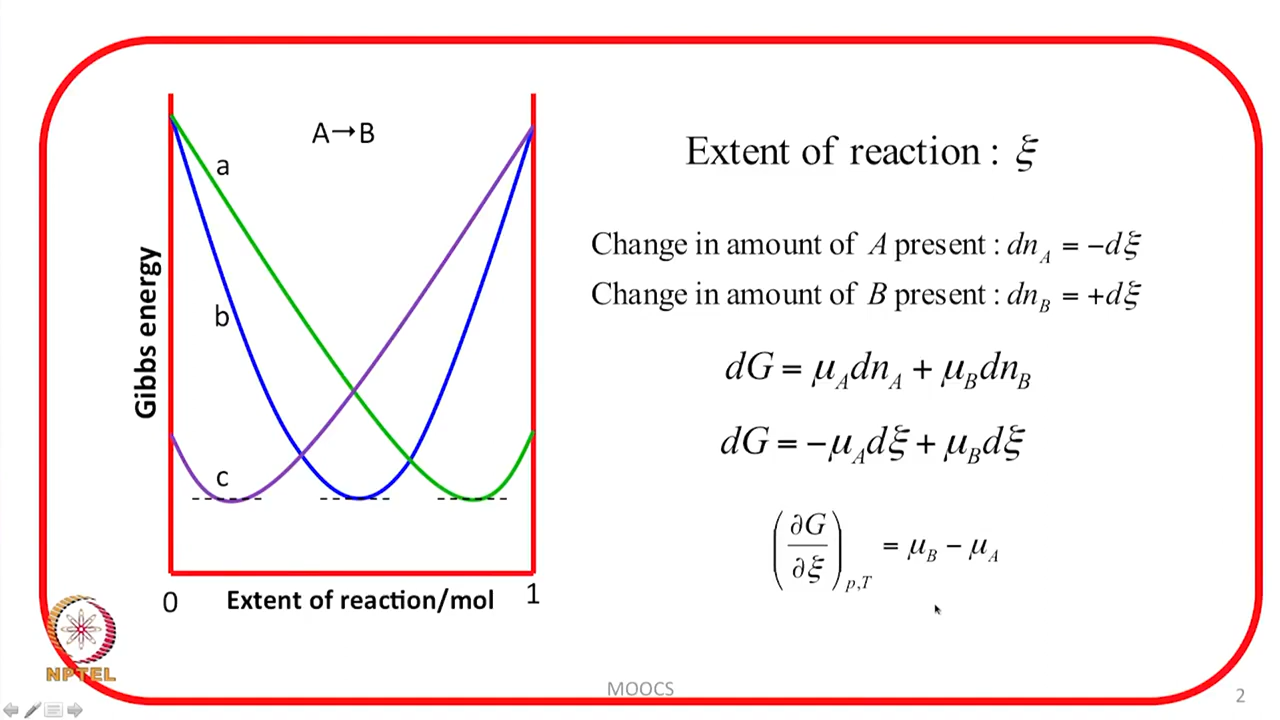 A→B
a
b
c
Gibbs energy
0
Extent of reaction/mol
1
Extent of reaction : ξ
Change in amount of A present : dn_A = −dξ
Change in amount of B present : dn_B = +dξ
dG = μ_A dn_A + μ_B dn_B
dG = −μ_A dξ + μ_B dξ
(∂G/∂ξ)_p,T = μ_B − μ_A
NPTEL
MOOCS
2